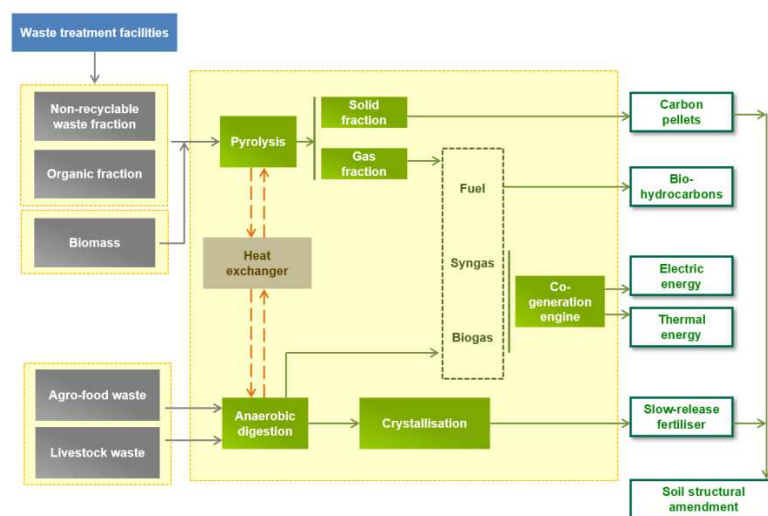 Waste treatment facilities
Non-recyclable
waste fraction
Organic fraction
Biomass
Agro-food waste
Livestock waste
Pyrolysis
Solid
fraction
Gas
fraction
Heat
exchanger
Anaerobic
digestion
Crystallisation
Fuel
Syngas
Biogas
Co-
generation
engine
Carbon
pellets
Bio-
hydrocarbons
Electric
energy
Thermal
energy
Slow-release
fertiliser
Soil structural
amendment